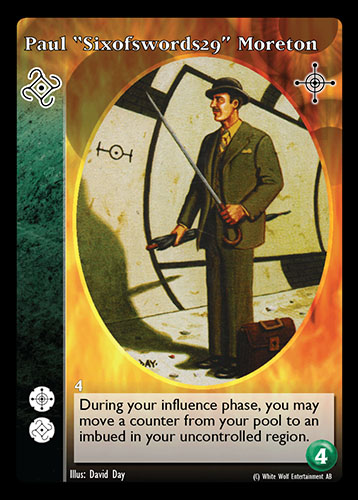 Paul "Sixofswords29" Moreton
DAY.
4
During your influence phase, you may
move a counter from your pool to an
imbued in your uncontrolled region.
4
Illus: David Day
(C) White Wolf Entertainment AB